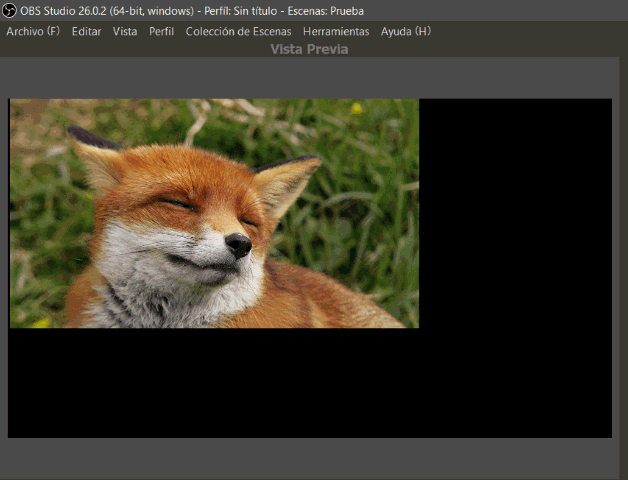 OBS Studio 26.0.2 (64-bit, windows) - Perfil: Sin título - Escenas: Prueba
Archivo (F) Editar Vista Perfil Colección de Escenas Herramientas Ayuda (H)
Vista Previa